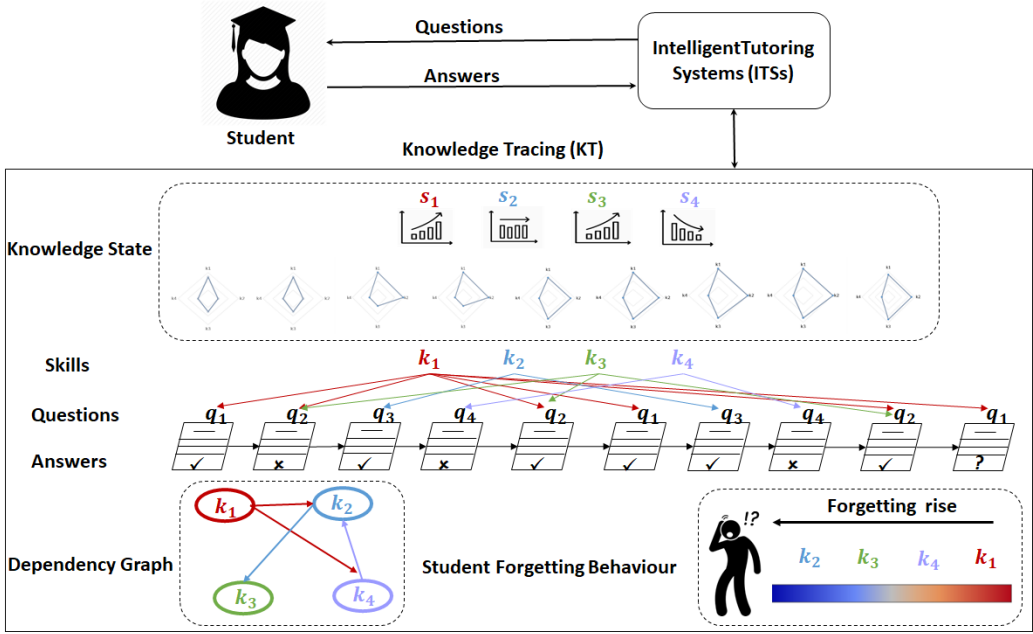 Questions
IntelligentTutoring
Systems (ITSs)
Answers
Student
Knowledge Tracing (KT)
s₁ s₂ s₃ s₄
Knowledge State
Skills k₁ k₂ k₃ k₄
Questions q₁ q₂ q₃ q₄ q₂ q₁ q₃ q₄ q₂ q₁
Answers ✓ × ✓ × ✓ ✓ ✓ × ✓ ?
k₁ k₂
Dependency Graph
k₃ k₄
Student Forgetting Behaviour
!?
Forgetting rise
k₂ k₃ k₄ k₁